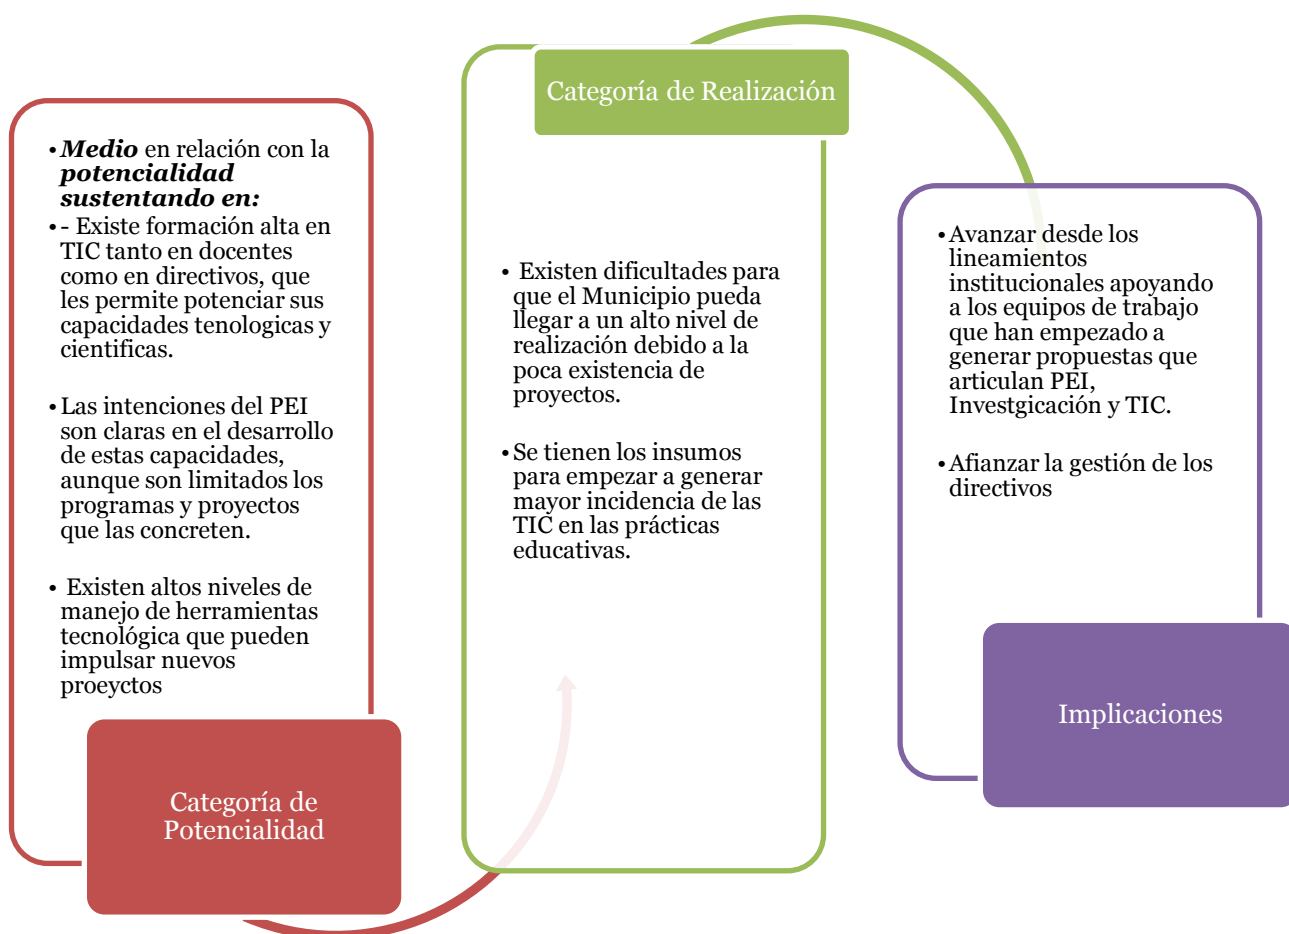 •Medio en relación con la
potencialidad
sustentando en:
•- Existe formación alta en
TIC tanto en docentes
como en directivos, que
les permite potenciar sus
capacidades tenologicas y
cientificas.
•Las intenciones del PEI
son claras en el desarrollo
de estas capacidades,
aunque son limitados los
programas y proyectos
que las concreten.
• Existen altos niveles de
manejo de herramientas
tecnológica que pueden
impulsar nuevos
proeyctos
Categoría de
Potencialidad
Categoría de Realización
• Existen dificultades para
que el Municipio pueda
llegar a un alto nivel de
realización debido a la
poca existencia de
proyectos.
•Se tienen los insumos
para empezar a generar
mayor incidencia de las
TIC en las prácticas
educativas.
•Avanzar desde los
lineamientos
institucionales apoyando
a los equipos de trabajo
que han empezado a
generar propuestas que
articulan PEI,
Investgicación y TIC.
•Afianzar la gestión de los
directivos
Implicaciones